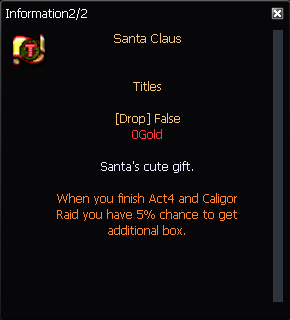 Information2/2
Santa Claus
T
Titles
[Drop] False
0Gold
Santa's cute gift.
When you finish Act4 and Caligor
Raid you have 5% chance to get
additional box.